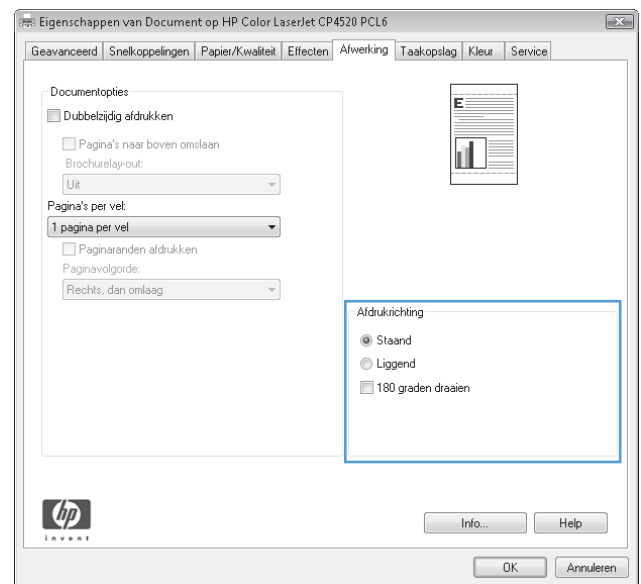 Eigenschappen van Document op HP Color LaserJet CP4520 PCL6
Geavanceerd Snelkoppelingen Papier/Kwaliteit Effecten Afwerking Taakopslag Kleur Service
Documentopties
Dubbelzijdig afdrukken
Pagina's naar boven omslaan
Brochurelay-out:
Uit
Pagina's per vel:
1 pagina per vel
Paginaranden afdrukken
Paginavolgorde:
Rechts, dan omlaag
E
Afdrukrichting
Staand
Liggend
180 graden draaien
hp
invent
Info... Help
OK Annuleren